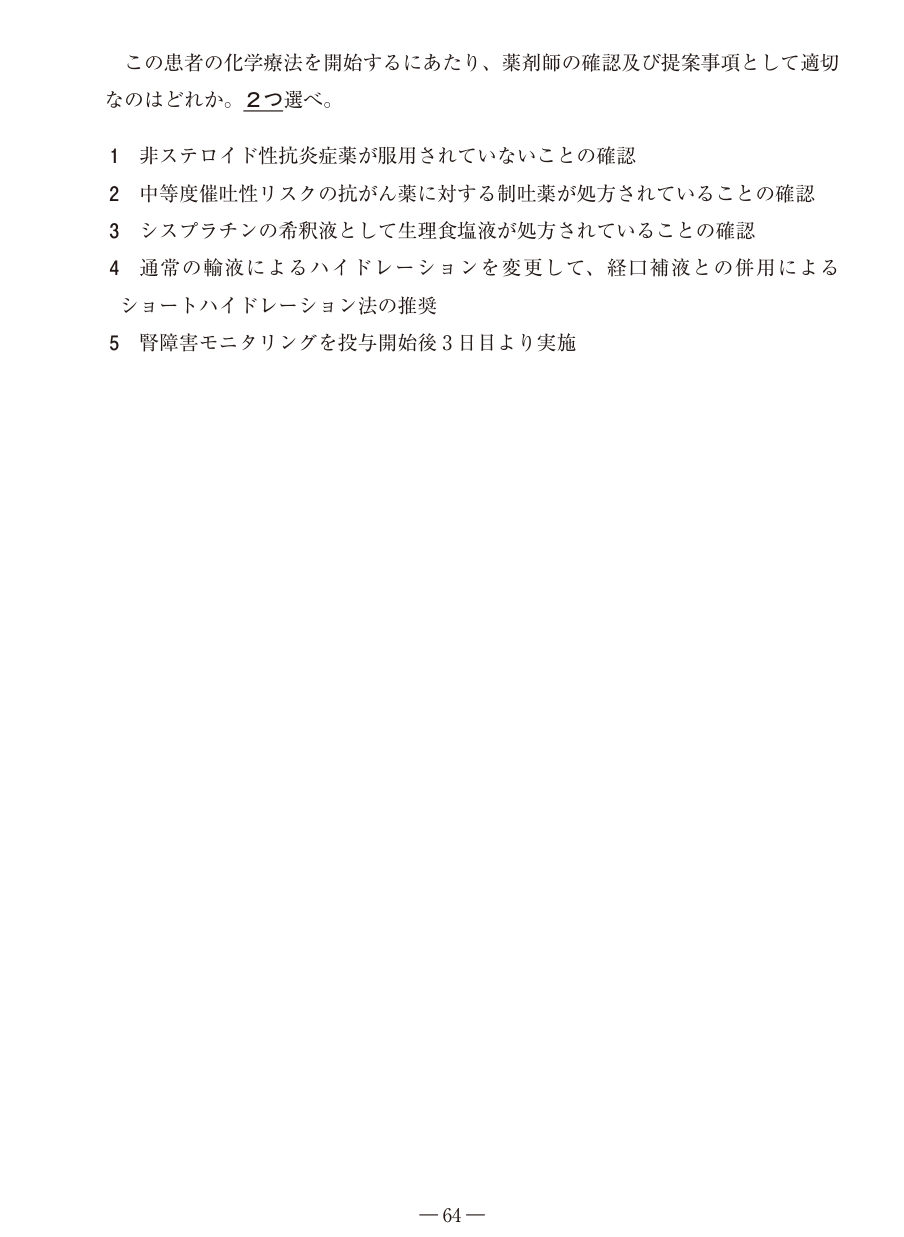 この患者の化学療法を開始するにあたり、薬剤師の確認及び提案事項として適切
なのはどれか。２つ選べ。
1 非ステロイド性抗炎症薬が服用されていないことの確認
2 中等度催吐性リスクの抗がん薬に対する制吐薬が処方されていることの確認
3 シスプラチンの希釈液として生理食塩液が処方されていることの確認
4 通常の輸液によるハイドレーションを変更して、経口補液との併用による
ショートハイドレーション法の推奨
5 腎障害モニタリングを投与開始後３日目より実施
― 64 ―